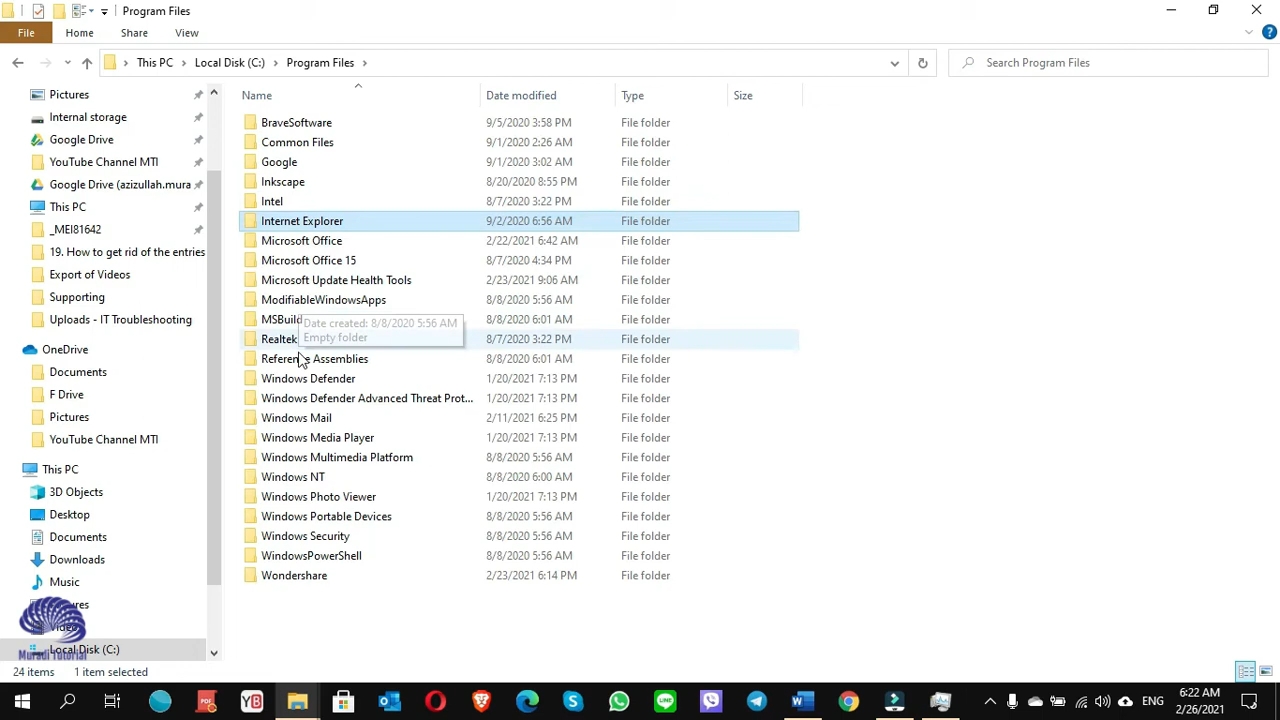 Program Files
File Home Share View
This PC Local Disk (C:) Program Files Search Program Files
Name Date modified Type Size
Pictures
Internal storage
Google Drive
YouTube Channel MTI
Google Drive (azizullah.mura
This PC
_MEI81642
19. How to get rid of the entries
Export of Videos
Supporting
Uploads - IT Troubleshooting
OneDrive
Documents
F Drive
Pictures
YouTube Channel MTI
This PC
3D Objects
Desktop
Documents
Downloads
Music
Local Disk (C:)
Muradi Tutorial
BraveSoftware 9/5/2020 3:58 PM File folder
Common Files 9/1/2020 2:26 AM File folder
Google 9/1/2020 3:02 AM File folder
Inkscape 8/20/2020 8:55 PM File folder
Intel 8/7/2020 3:22 PM File folder
Internet Explorer 9/2/2020 6:56 AM File folder
Microsoft Office 2/22/2021 6:42 AM File folder
Microsoft Office 15 8/7/2020 4:34 PM File folder
Microsoft Update Health Tools 2/23/2021 9:06 AM File folder
ModifiableWindowsApps 8/8/2020 5:56 AM File folder
MSBuild 8/8/2020 6:01 AM File folder
Date created: 8/8/2020 5:56 AM
Empty folder
Realtek 8/7/2020 3:22 PM File folder
Reference Assemblies 8/8/2020 6:01 AM File folder
Windows Defender 1/20/2021 7:13 PM File folder
Windows Defender Advanced Threat Prot... 1/20/2021 7:13 PM File folder
Windows Mail 2/11/2021 6:25 PM File folder
Windows Media Player 1/20/2021 7:13 PM File folder
Windows Multimedia Platform 8/8/2020 5:56 AM File folder
Windows NT 8/8/2020 6:00 AM File folder
Windows Photo Viewer 1/20/2021 7:13 PM File folder
Windows Portable Devices 8/8/2020 5:56 AM File folder
Windows Security 8/8/2020 5:56 AM File folder
WindowsPowerShell 8/8/2020 5:56 AM File folder
Wondershare 2/23/2021 6:14 PM File folder
24 items 1 item selected
ENG 6:22 AM
2/26/2021